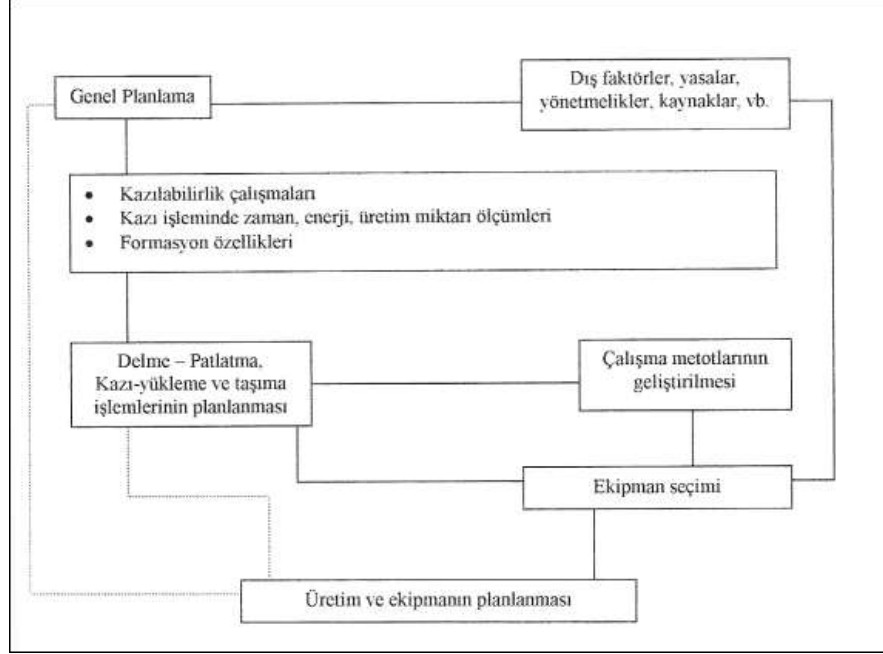 Genel Planlama
Dış faktörler, yasalar,
yönetmelikler, kaynaklar, vb.
• Kazılabilirlik çalışmaları
• Kazı işleminde zaman, enerji, üretim miktarı ölçümleri
• Formasyon özellikleri
Delme – Patlatma,
Kazı-yükleme ve taşıma
işlemlerinin planlanması
Çalışma metotlarının
geliştirilmesi
Ekipman seçimi
Üretim ve ekipmanın planlanması